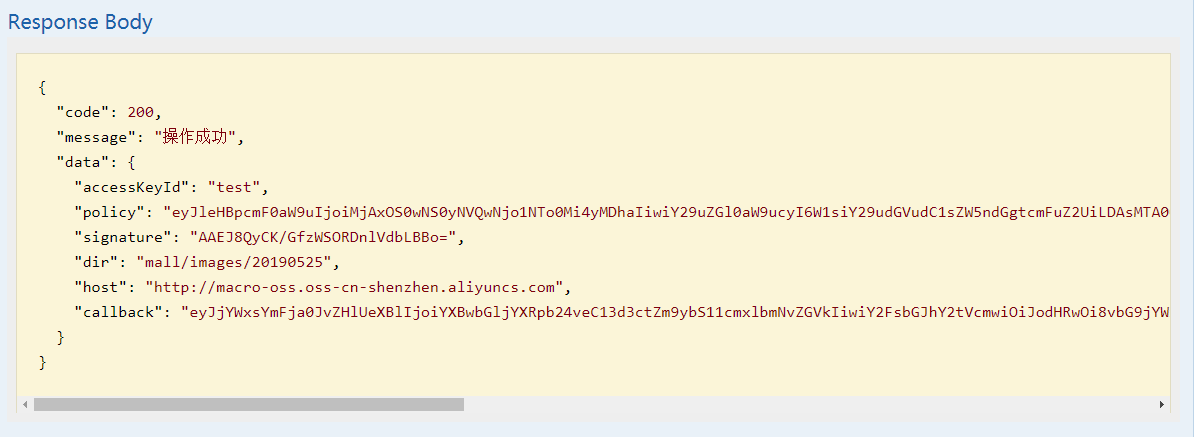 Response Body
{
"code": 200,
"message": "操作成功",
"data": {
"accessKeyId": "test",
"policy": "eyJleHBpcmF0aW9uIjoiMjAxOS0wNS0yNVQwNjo1NTo0Mi4yMDhaIiwiY29uZGl0aW9ucyI6W1siY29udGVudC1sZW5ndGgtcmFuZ2UiLDAsMTA0
"signature": "AAEJ8QyCK/GfzWSORDnlVdbLBBo=",
"dir": "mall/images/20190525",
"host": "http://macro-oss.oss-cn-shenzhen.aliyuncs.com",
"callback": "eyJjYWxsYmFja0JvZHlUeXBlIjoiYXBwbGljYXRpb24veC13d3ctZm9ybS11cmxlbmNvZGVkIiwiY2FsbGJhY2tVcmwiOiJodHRwOi8vbG9jYW
}
}